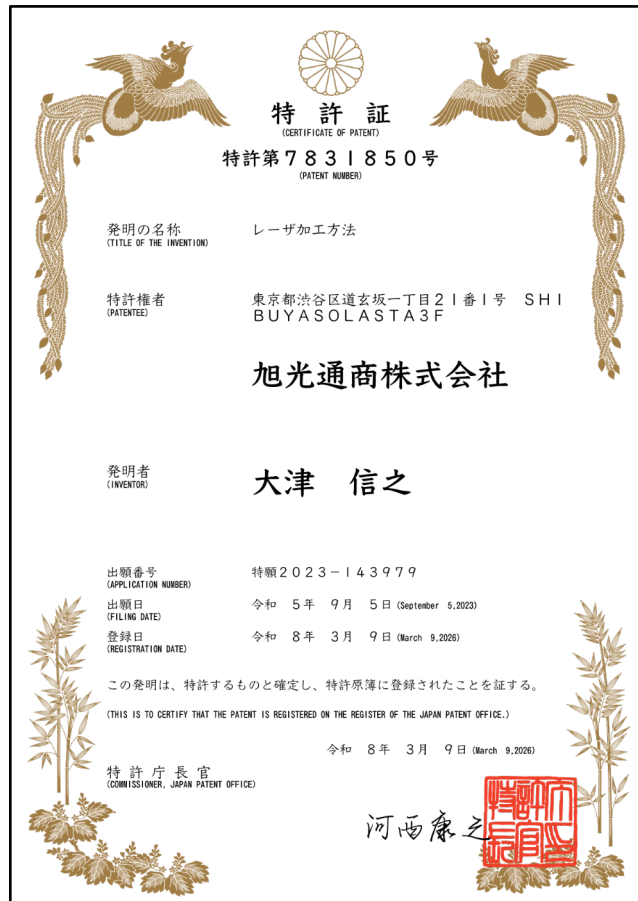 特許証
(CERTIFICATE OF PATENT)
特許第7831850号
(PATENT NUMBER)
発明の名称 レーザ加工方法
(TITLE OF THE INVENTION)
特許権者 東京都渋谷区道玄坂一丁目21番1号 SHI
(PATENTEE) BUYASOLASTA3F
旭光通商株式会社
発明者 大津 信之
(INVENTOR)
出願番号 特願2023-143979
(APPLICATION NUMBER)
出願日 令和 5年 9月 5日 (September 5,2023)
(FILING DATE)
登録日 令和 8年 3月 9日 (March 9,2026)
(REGISTRATION DATE)
この発明は、特許するものと確定し、特許原簿に登録されたことを証する。
(THIS IS TO CERTIFY THAT THE PATENT IS REGISTERED ON THE REGISTER OF THE JAPAN PATENT OFFICE.)
令和 8年 3月 9日 (March 9,2026)
特許庁長官
(COMMISSIONER, JAPAN PATENT OFFICE)
河西康之